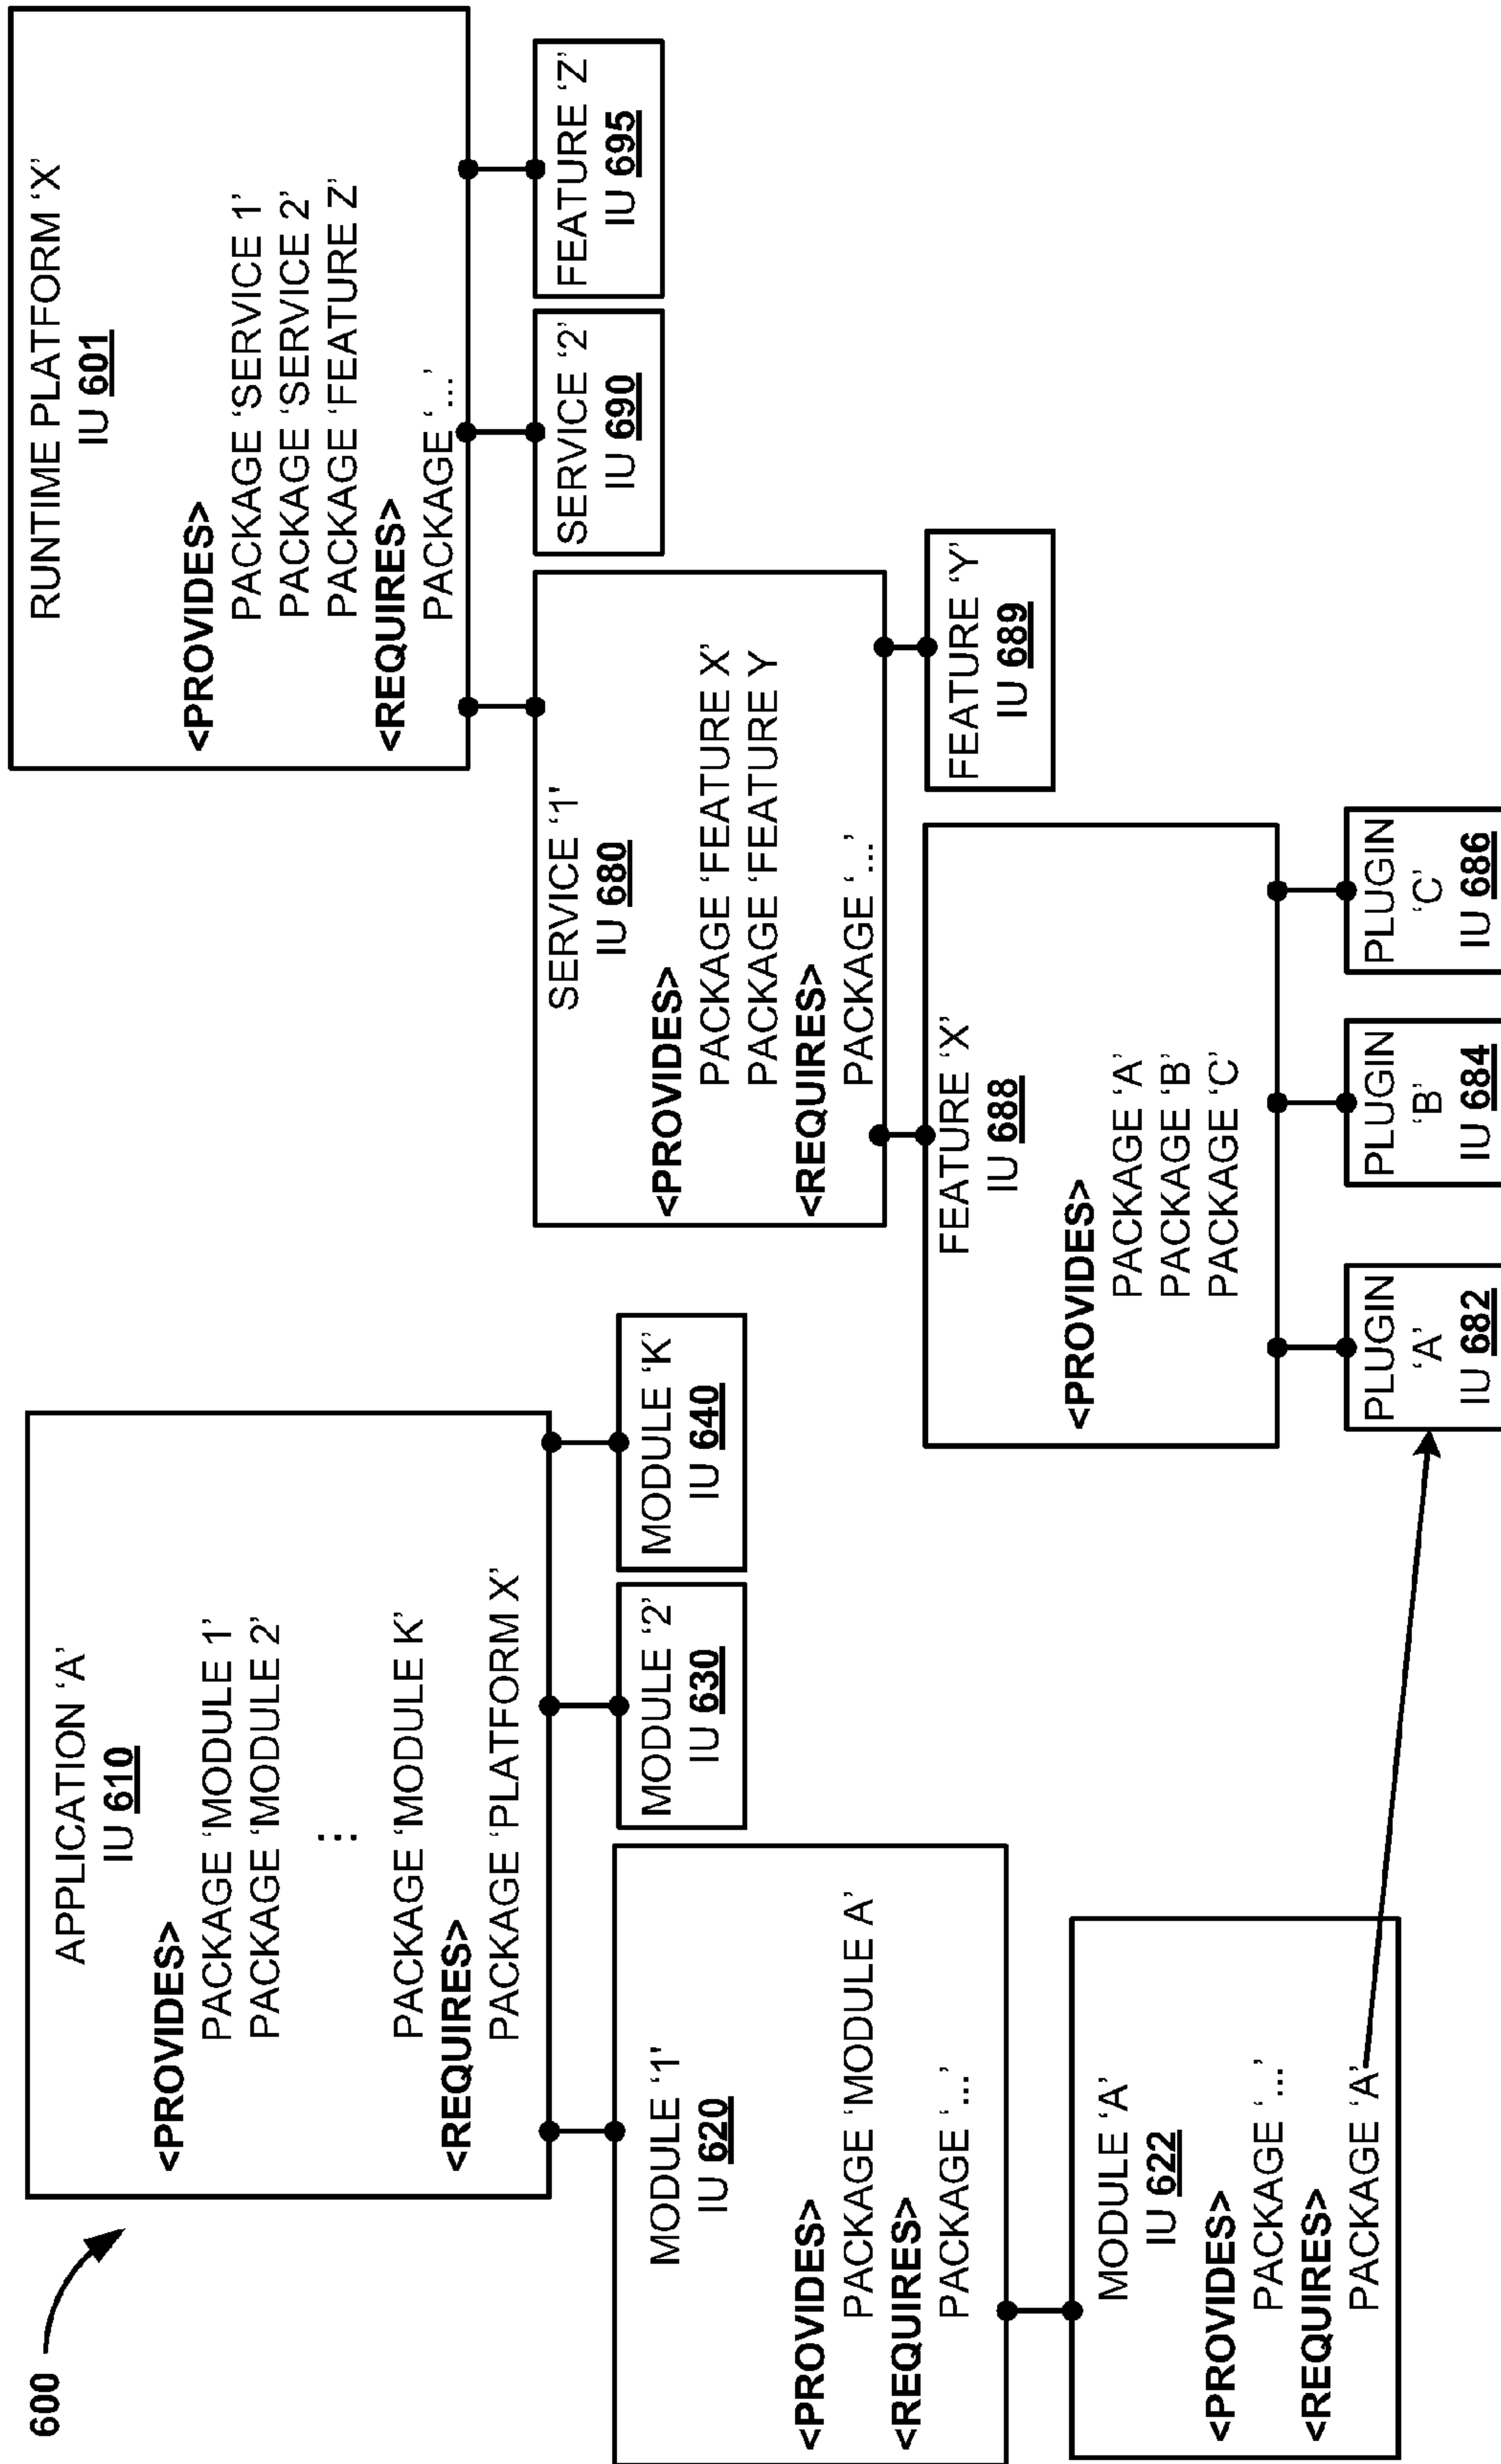 600
APPLICATION ‘A’
IU 610
<PROVIDES>
PACKAGE ‘MODULE 1’
PACKAGE ‘MODULE 2’
...
PACKAGE ‘MODULE K’
<REQUIRES>
PACKAGE ‘PLATFORM X’
MODULE ‘1'
IU 620
<PROVIDES>
PACKAGE ‘MODULE A’
<REQUIRES>
PACKAGE ‘...’
MODULE ‘2’
IU 630
MODULE ‘K’
IU 640
MODULE ‘A’
IU 622
<PROVIDES>
PACKAGE ‘...’
<REQUIRES>
PACKAGE ‘A’
RUNTIME PLATFORM ‘X’
IU 601
<PROVIDES>
PACKAGE ‘SERVICE 1’
PACKAGE ‘SERVICE 2’
PACKAGE ‘FEATURE Z’
<REQUIRES>
PACKAGE ‘...’
SERVICE ‘1'
IU 680
<PROVIDES>
PACKAGE ‘FEATURE X’
PACKAGE ‘FEATURE Y
<REQUIRES>
PACKAGE ‘...’
SERVICE ‘2’
IU 690
FEATURE ‘Z’
IU 695
FEATURE ‘X’
IU 688
<PROVIDES>
PACKAGE ‘A’
PACKAGE ‘B’
PACKAGE ‘C’
FEATURE ‘Y’
IU 689
PLUGIN
‘A’
IU 682
PLUGIN
‘B’
IU 684
PLUGIN
‘C’
IU 686